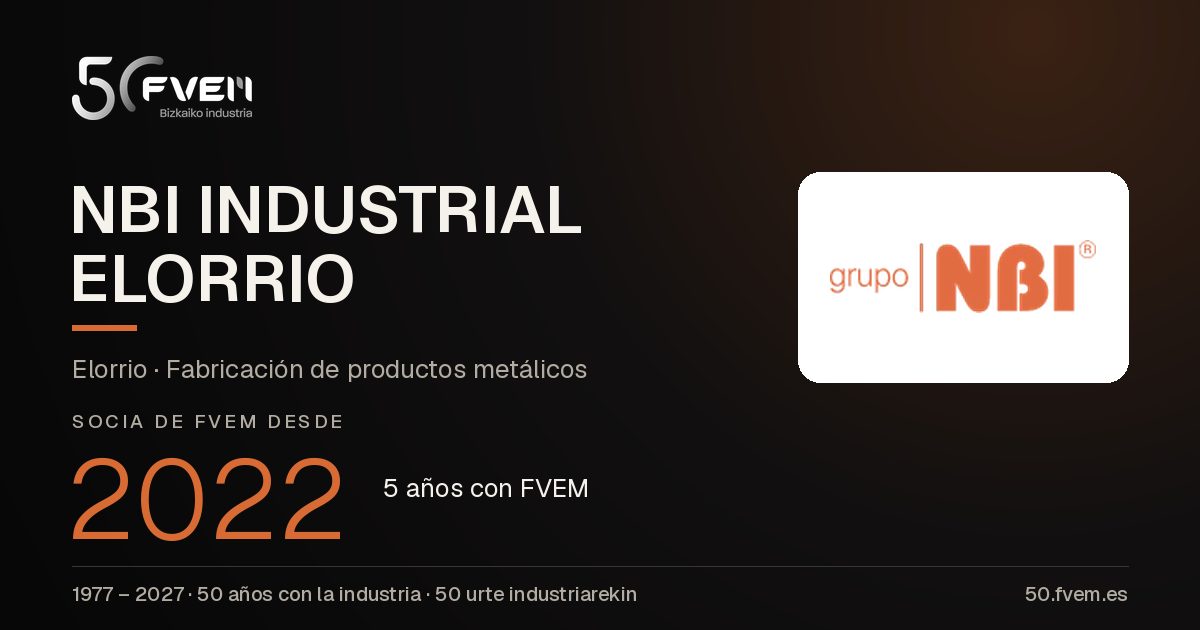 50 FVEM
Bizkaiko industria
NBI INDUSTRIAL
ELORRIO
grupo NBI ®
Elorrio · Fabricación de productos metálicos
SOCIA DE FVEM DESDE
2022
5 años con FVEM
1977 – 2027 · 50 años con la industria · 50 urte industriarekin
50.fvem.es